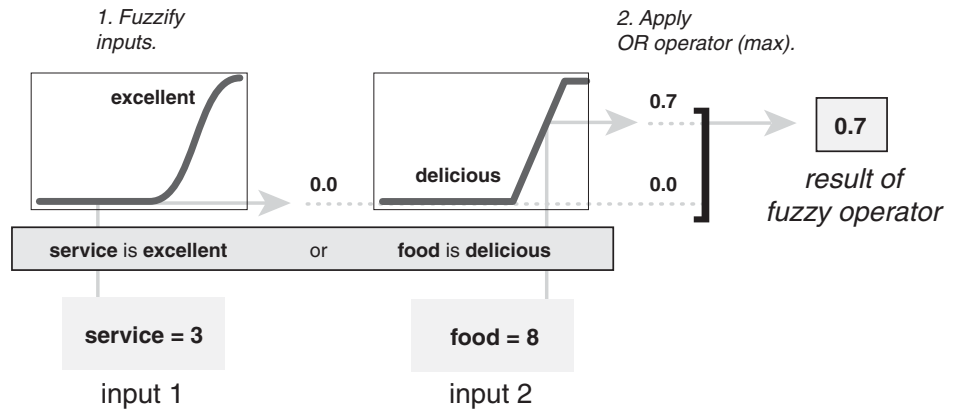 1. Fuzzify
inputs.
2. Apply
OR operator (max).
excellent
0.0
delicious
0.7
0.0
0.7
result of
fuzzy operator
service is excellent or food is delicious
service = 3
food = 8
input 1
input 2